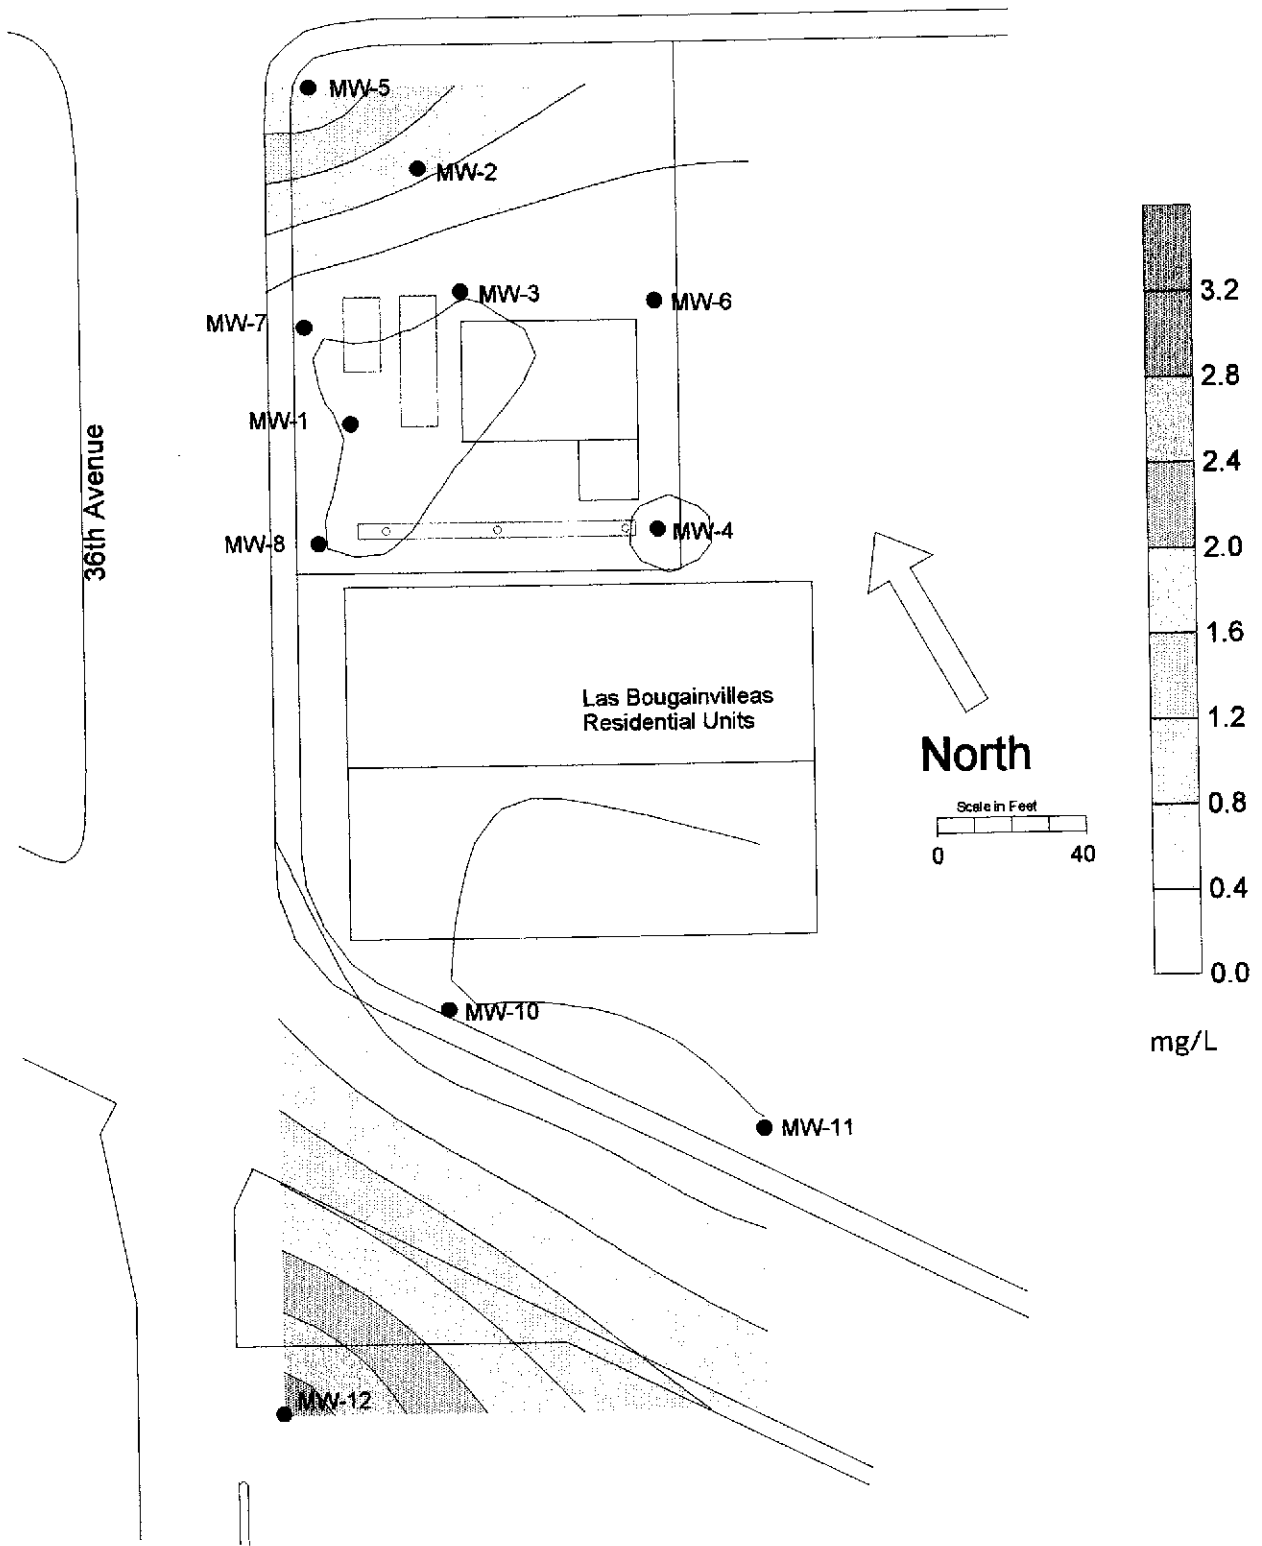 MW-5
MW-2
MW-3
MW-6
MW-7
MW-1
MW-8
MW-4
36th Avenue
3.2
2.8
2.4
2.0
1.6
1.2
0.8
0.4
0.0
mg/L
Las Bougainvilleas
Residential Units
North
Scale in Feet
0
40
MW-10
MW-11
MW-12